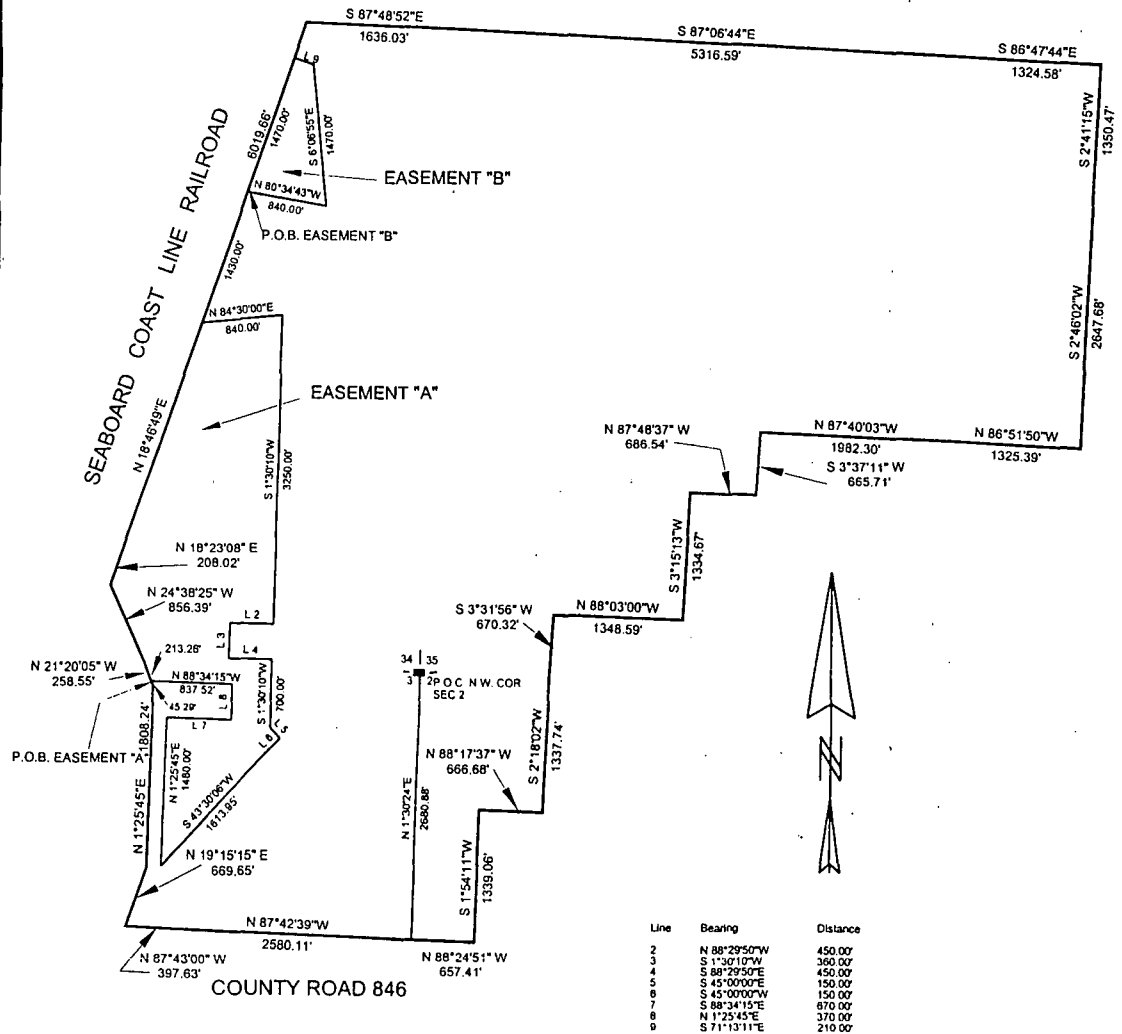 S 87°48'52"E
1636.03'
S 87°06'44"E
5316.59'
S 86°47'44"E
1324.58'
L 9
S 2°41'15"W
1350.47'
SEABOARD COAST LINE RAILROAD
6019.66'
1470.00'
S 6°06'55"E
1470.00'
EASEMENT "B"
N 80°34'43"W
840.00'
P.O.B. EASEMENT "B"
1430.00'
N 84°30'00"E
840.00'
S 2°46'02"W
2647.68'
EASEMENT "A"
N 18°46'49"E
S 1°30'10"W
3250.00'
N 87°48'37" W
686.54'
N 87°40'03"W
1982.30'
N 86°51'50"W
1325.39'
S 3°37'11" W
665.71'
N 18°23'08" E
208.02'
S 3°15'13"W
1334.67'
N 24°38'25" W
856.39'
L 2
L 3
L 4
S 3°31'56" W
670.32'
N 88°03'00"W
1348.59'
213.26'
34 35
3 2
P.O.C. N.W. COR
SEC 2
N 21°20'05" W
258.55'
N 88°34'15"W
837.52'
L 8
S 1°30'10"W
700.00'
45.29'
L 7
L 5
L 6
P.O.B. EASEMENT "A"
1808.24'
N 1°25'45"E
N 1°25'45"E
1480.00'
S 43°30'06"W
1613.95'
N 1°30'24"E
2680.88'
N 88°17'37" W
666.68'
S 2°18'02"W
1337.74'
N 19°15'15" E
669.65'
S 1°54'11"W
1339.06'
N
N 87°42'39"W
2580.11'
N 87°43'00" W
397.63'
N 88°24'51" W
657.41'
COUNTY ROAD 846
Line Bearing Distance
2 N 88°29'50"W 450.00'
3 S 1°30'10"W 360.00'
4 S 88°29'50"E 450.00'
5 S 45°00'00"E 150.00'
6 S 45°00'00"W 150.00'
7 S 88°34'15"E 670.00'
8 N 1°25'45"E 370.00'
9 S 71°13'11"E 210.00'